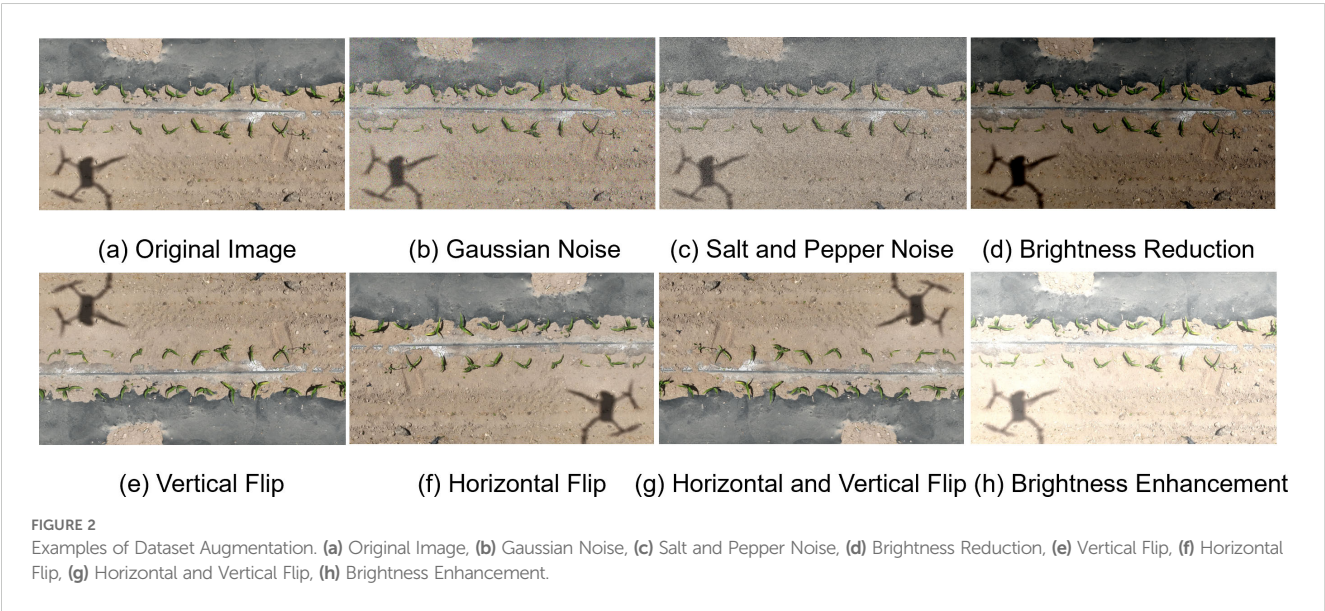 (a) Original Image
(b) Gaussian Noise
(c) Salt and Pepper Noise
(d) Brightness Reduction
(e) Vertical Flip
(f) Horizontal Flip
(g) Horizontal and Vertical Flip
(h) Brightness Enhancement
FIGURE 2
Examples of Dataset Augmentation. (a) Original Image, (b) Gaussian Noise, (c) Salt and Pepper Noise, (d) Brightness Reduction, (e) Vertical Flip, (f) Horizontal
Flip, (g) Horizontal and Vertical Flip, (h) Brightness Enhancement.